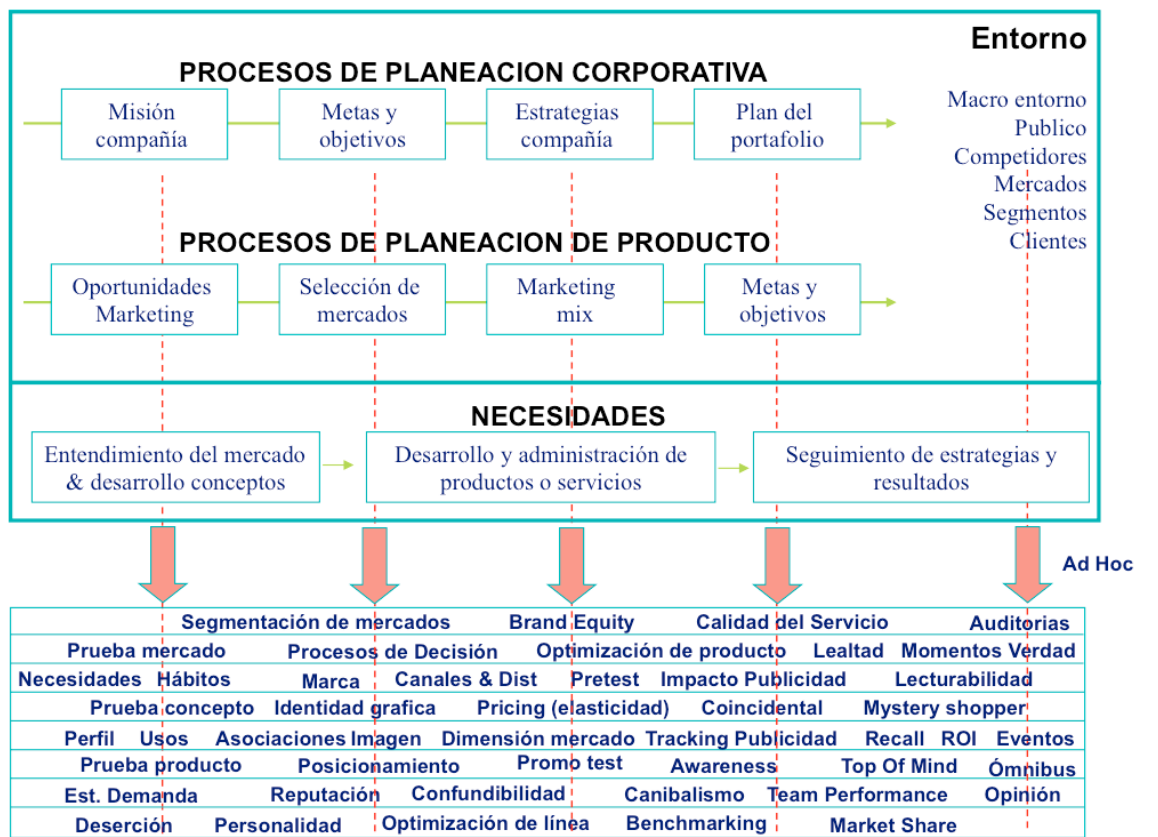 Entorno
PROCESOS DE PLANEACION CORPORATIVA
Misión
compañía
Metas y
objetivos
Estrategias
compañía
Plan del
portafolio
Macro entorno
Publico
Competidores
Mercados
Segmentos
Clientes
PROCESOS DE PLANEACION DE PRODUCTO
Oportunidades
Marketing
Selección de
mercados
Marketing
mix
Metas y
objetivos
NECESIDADES
Entendimiento del mercado
& desarrollo conceptos
Desarrollo y administración de
productos o servicios
Seguimiento de estrategias y
resultados
Ad Hoc
Segmentación de mercados Brand Equity Calidad del Servicio Auditorias
Prueba mercado Procesos de Decisión Optimización de producto Lealtad Momentos Verdad
Necesidades Hábitos Marca Canales & Dist Pretest Impacto Publicidad Lecturabilidad
Prueba concepto Identidad grafica Pricing (elasticidad) Coincidental Mystery shopper
Perfil Usos Asociaciones Imagen Dimensión mercado Tracking Publicidad Recall ROI Eventos
Prueba producto Posicionamiento Promo test Awareness Top Of Mind Ómnibus
Est. Demanda Reputación Confundibilidad Canibalismo Team Performance Opinión
Deserción Personalidad Optimización de línea Benchmarking Market Share